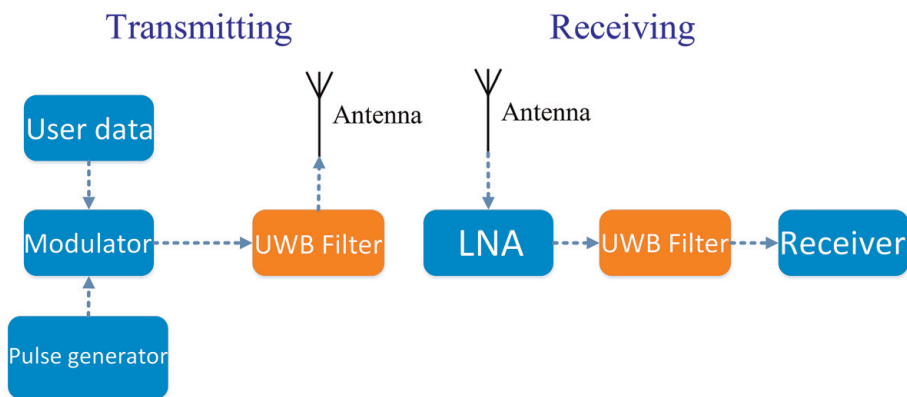 Transmitting
Receiving
User data
Antenna
Antenna
Modulator
UWB Filter
LNA
UWB Filter
Receiver
Pulse generator